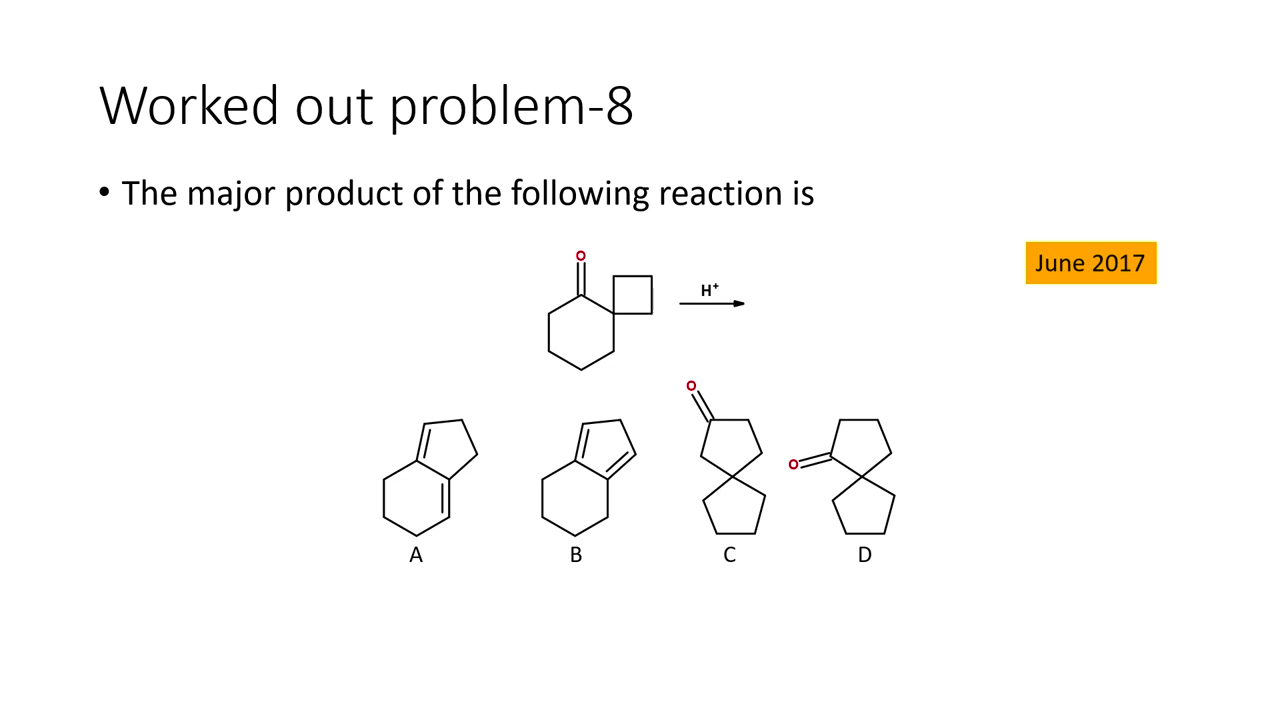 Worked out problem-8
• The major product of the following reaction is
June 2017
O
H⁺
O
O
A B C D